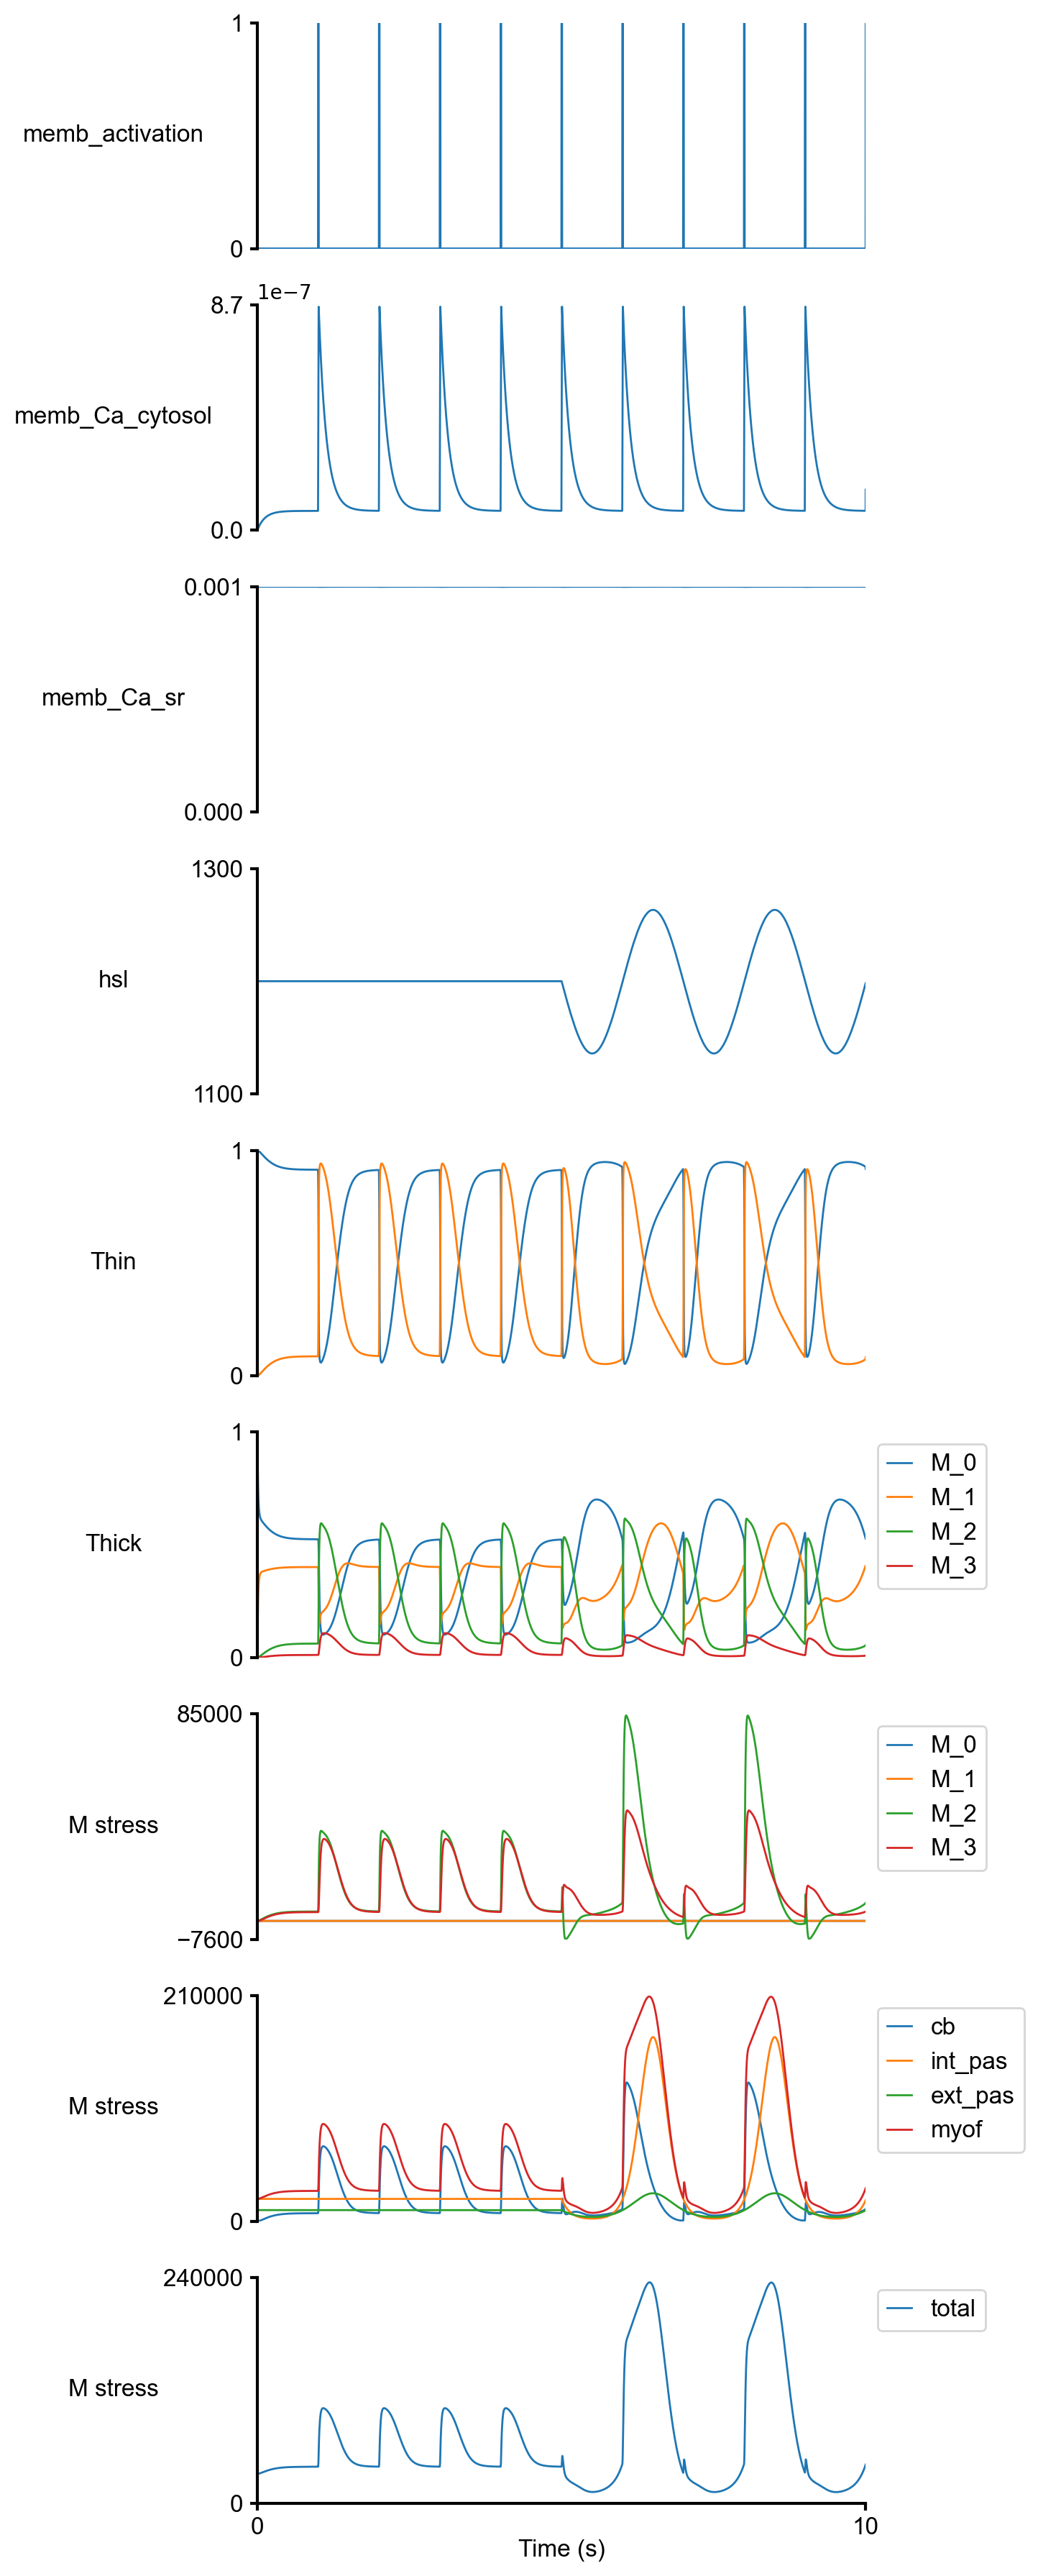 1
memb_activation
0
1e−7
8.7
memb_Ca_cytosol
0.0
0.001
memb_Ca_sr
0.000
1300
hsl
1100
1
Thin
0
1
M_0
M_1
Thick
M_2
M_3
0
85000
M_0
M_1
M stress
M_2
M_3
−7600
210000
cb
int_pas
M stress
ext_pas
myof
0
240000
total
M stress
0
0
10
Time (s)